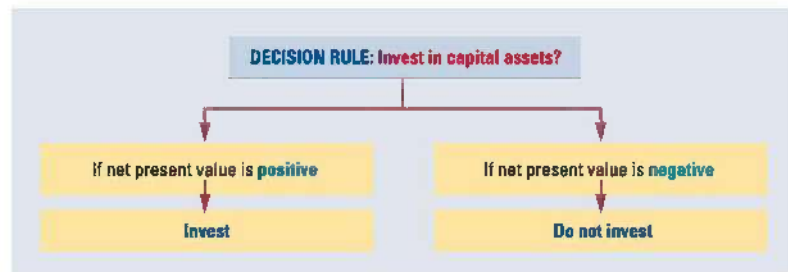 DECISION RULE: Invest in capital assets?
If net present value is positive
If net present value is negative
Invest
Do not invest